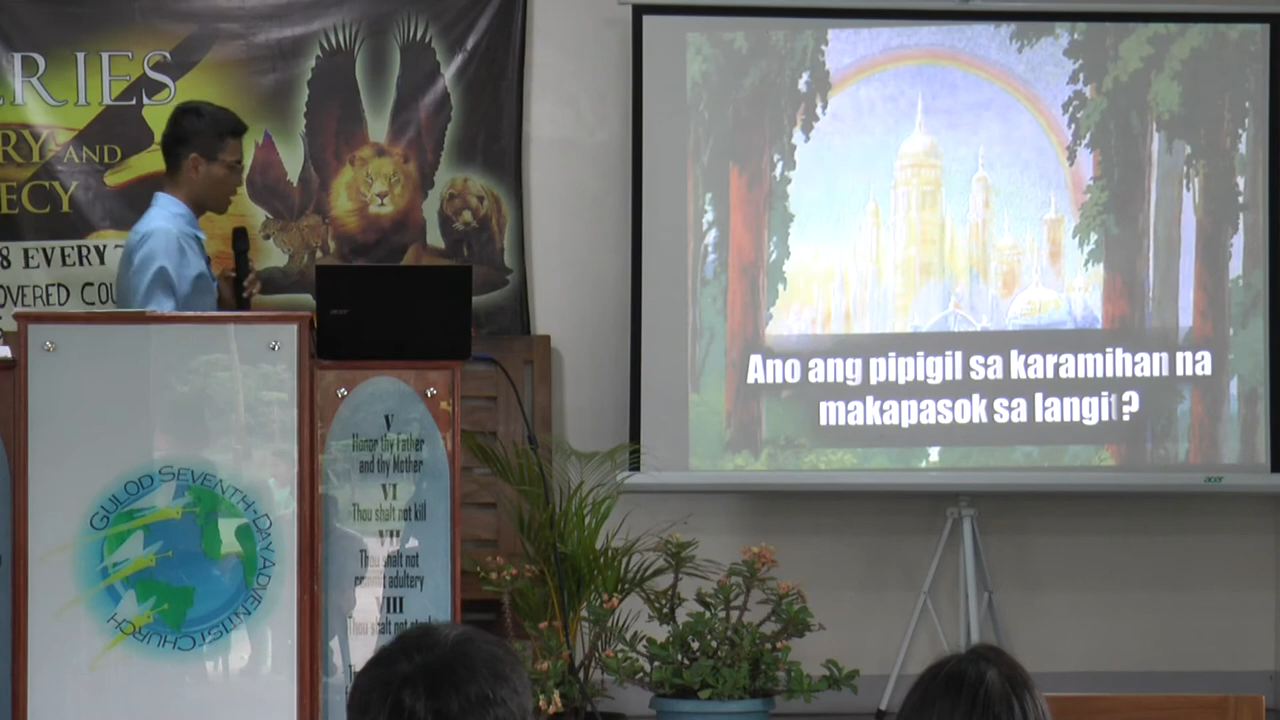 RIES
RY AND
ECY
8 EVERY
OVERED COU
acer
GULOD SEVENTH-DAY ADVENTIST CHURCH
V
Honor thy Father
and thy Mother
VI
Thou shalt not kill
VII
Thou shalt not
commit adultery
VIII
Thou shalt not
Ano ang pipigil sa karamihan na
makapasok sa langit?
acer